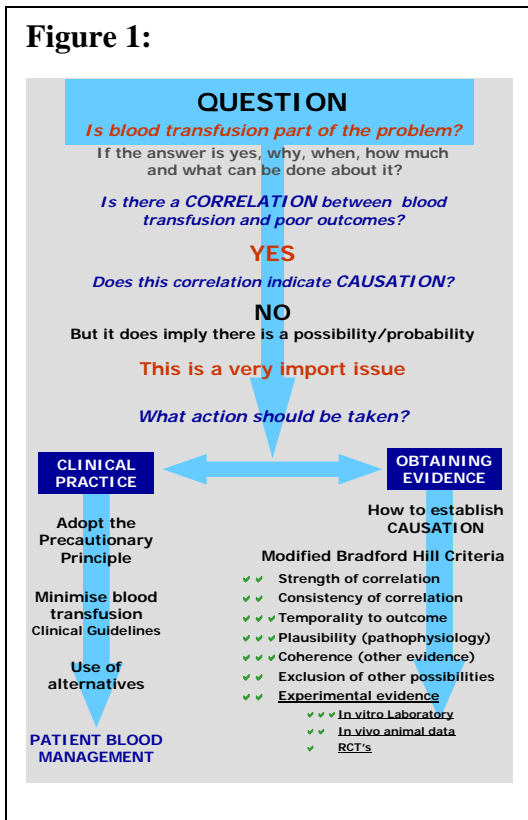 Figure 1:
QUESTION
Is blood transfusion part of the problem?
If the answer is yes, why, when, how much
and what can be done about it?
Is there a CORRELATION between blood
transfusion and poor outcomes?
YES
Does this correlation indicate CAUSATION?
NO
But it does imply there is a possibility/probability
This is a very import issue
What action should be taken?
CLINICAL
PRACTICE
Adopt the
Precautionary
Principle
Minimise blood
transfusion
Clinical Guidelines
Use of
alternatives
PATIENT BLOOD
MANAGEMENT
OBTAINING
EVIDENCE
How to establish
CAUSATION
Modified Bradford Hill Criteria
✓✓ Strength of correlation
✓✓ Consistency of correlation
✓✓✓ Temporality to outcome
✓✓✓ Plausibility (pathophysiology)
✓✓✓ Coherence (other evidence)
✓✓ Exclusion of other possibilities
✓✓ Experimental evidence
✓✓✓ In vitro Laboratory
✓✓ In vivo animal data
✓ RCT's